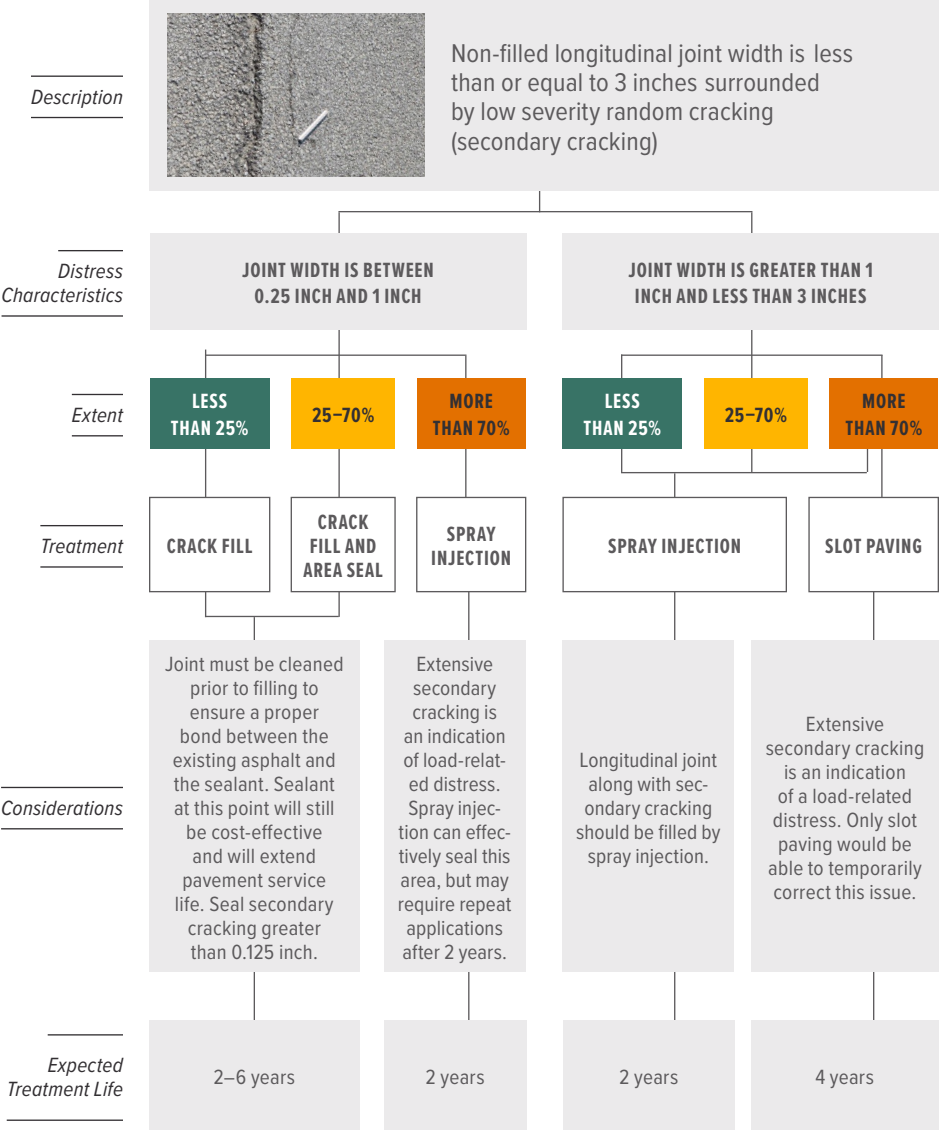 Description
Non-filled longitudinal joint width is less
than or equal to 3 inches surrounded
by low severity random cracking
(secondary cracking)
Distress
Characteristics
JOINT WIDTH IS BETWEEN
0.25 INCH AND 1 INCH
JOINT WIDTH IS GREATER THAN 1
INCH AND LESS THAN 3 INCHES
Extent
LESS
THAN 25%
25–70%
MORE
THAN 70%
LESS
THAN 25%
25–70%
MORE
THAN 70%
Treatment
CRACK FILL
CRACK
FILL AND
AREA SEAL
SPRAY
INJECTION
SPRAY INJECTION
SLOT PAVING
Considerations
Joint must be cleaned
prior to filling to
ensure a proper
bond between the
existing asphalt and
the sealant. Sealant
at this point will still
be cost-effective
and will extend
pavement service
life. Seal secondary
cracking greater
than 0.125 inch.
Extensive
secondary
cracking is
an indication
of load-relat-
ed distress.
Spray injec-
tion can effec-
tively seal this
area, but may
require repeat
applications
after 2 years.
Longitudinal joint
along with sec-
ondary cracking
should be filled by
spray injection.
Extensive
secondary cracking
is an indication
of a load-related
distress. Only slot
paving would be
able to temporarily
correct this issue.
Expected
Treatment Life
2–6 years
2 years
2 years
4 years